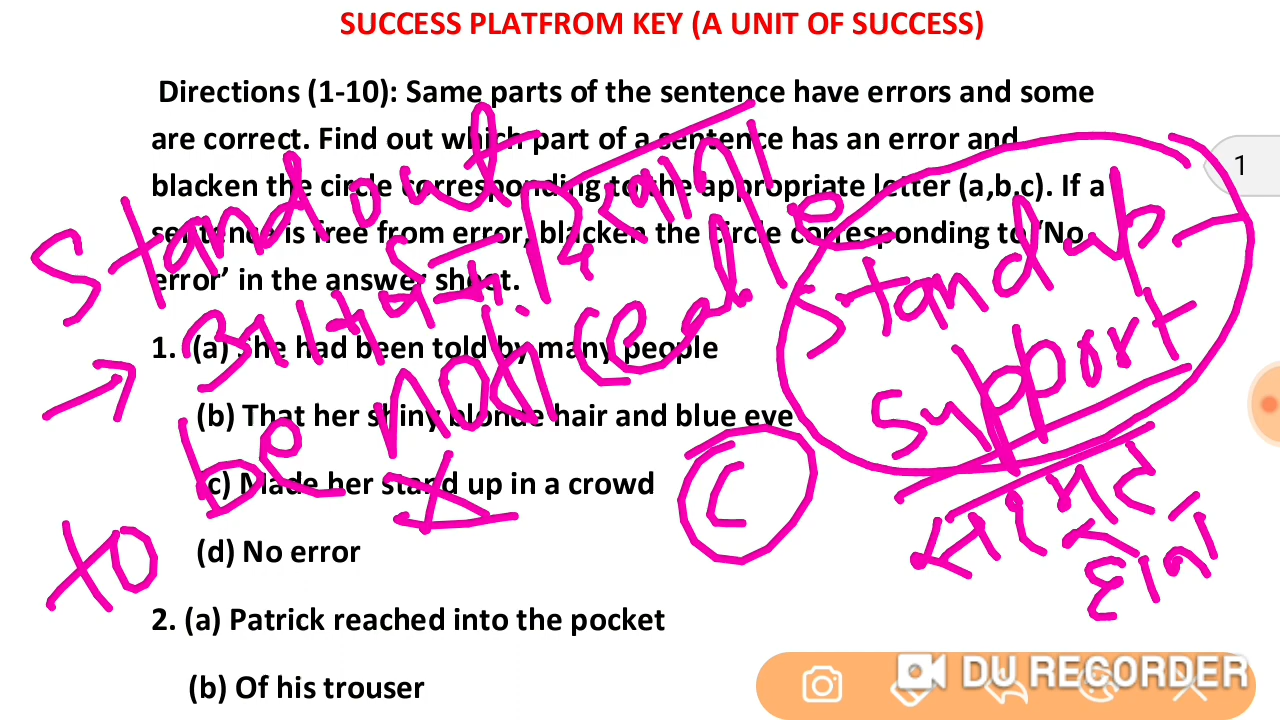 SUCCESS PLATFROM KEY (A UNIT OF SUCCESS)
Directions (1-10): Same parts of the sentence have errors and some
are correct. Find out which part of a sentence has an error and
blacken the circle corresponding to the appropriate letter (a,b,c). If a
sentence is free from error, blacken the circle corresponding to ‘No
error’ in the answer sheet.
1
1. (a) She had been told by many people
(b) That her shiny blonde hair and blue eye
(c) Made her stand up in a crowd
(d) No error
2. (a) Patrick reached into the pocket
(b) Of his trouser
Stand out
to be noticeable
Stand up
Support
C
DU RECORDER